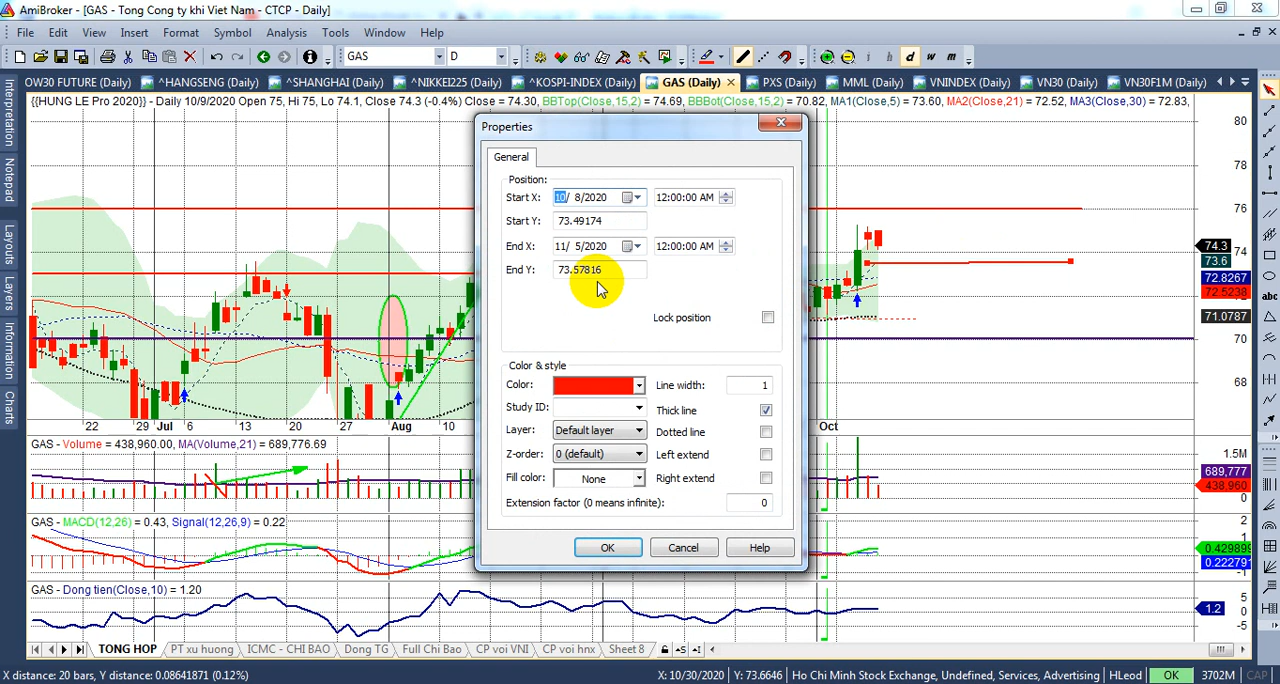 AmiBroker - [GAS - Tong Cong ty khi Viet Nam - CTCP - Daily]
File Edit View Insert Format Symbol Analysis Tools Window Help
GAS D i h d w m
OW30 FUTURE (Daily) ^HANGSENG (Daily) ^SHANGHAI (Daily) ^NIKKEI225 (Daily) ^KOSPI-INDEX (Daily) GAS (Daily) PXS (Daily) MML (Daily) VNINDEX (Daily) VN30 (Daily) VN30F1M (Daily)
{{HUNG LE Pro 2020}} - Daily 10/9/2020 Open 75, Hi 75, Lo 74.1, Close 74.3 (-0.4%) Close = 74.30, BBTop(Close,15,2) = 74.69, BBBot(Close,15,2) = 70.82, MA1(Close,5) = 73.60, MA2(Close,21) = 72.52, MA3(Close,30) = 72.83,
Interpretation
Notepad
Layouts
Layers
Information
Charts
Properties
General
Position:
Start X: 10/ 8/2020 12:00:00 AM
Start Y: 73.49174
End X: 11/ 5/2020 12:00:00 AM
End Y: 73.57816
Lock position
Color & style
Color: Line width: 1
Study ID: Thick line
Layer: Default layer Dotted line
Z-order: 0 (default) Left extend
Fill color: None Right extend
Extension factor (0 means infinite): 0
OK Cancel Help
80
78
76
74.3
74
73.6
72.8267
72.5238
71.0787
70
68
abc
22 29 Jul 6 13 20 27 Aug 10 Oct
GAS - Volume = 438,960.00, MA(Volume,21) = 689,776.69
1.5M
689,777
438,960
0
GAS - MACD(12,26) = 0.43, Signal(12,26,9) = 0.22
2
1
0.429899
0.222791
-1
GAS - Dong tien(Close,10) = 1.20
5
1.2
0
-5
TONG HOP PT xu huong ICMC - CHI BAO Dong TG Full Chi Bao CP voi VNI CP voi hnx Sheet 8
X distance: 20 bars, Y distance: 0.08641871 (0.12%) X: 10/30/2020 Y: 73.6646 Ho Chi Minh Stock Exchange, Undefined, Services, Advertising HLeod OK 3702M CAP